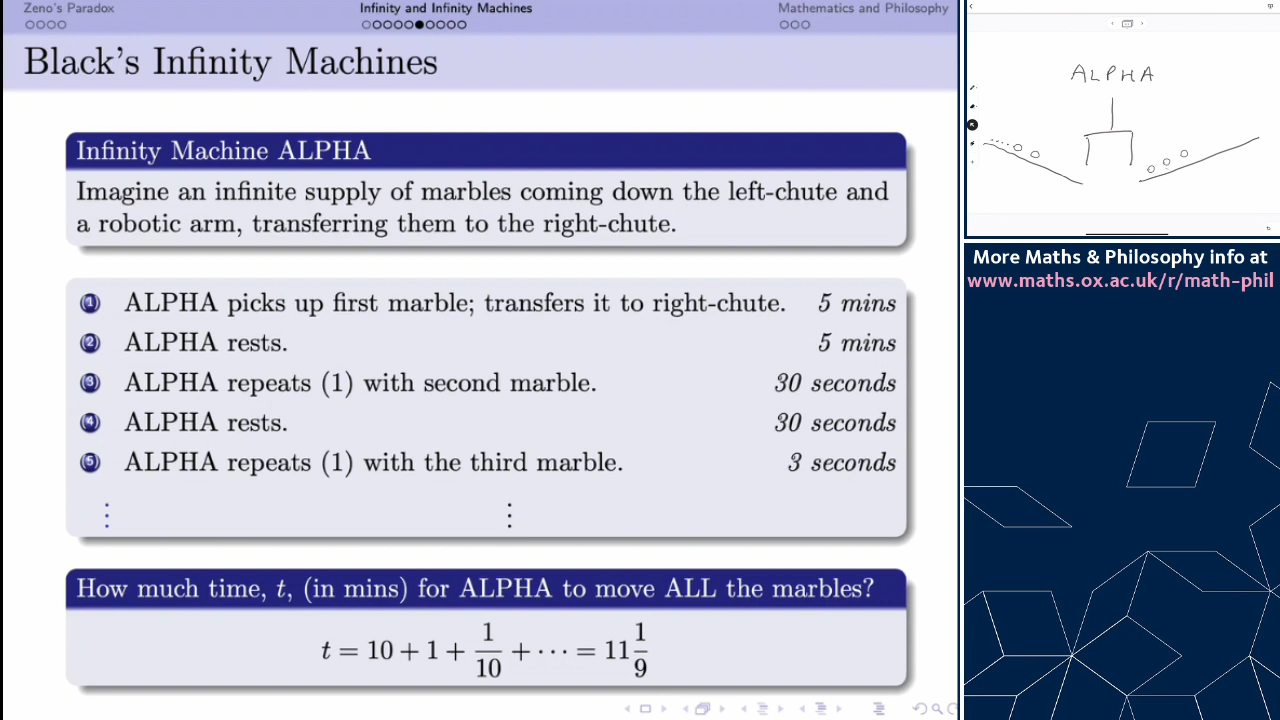 Zeno's Paradox
Infinity and Infinity Machines
Mathematics and Philosophy
Black's Infinity Machines
Infinity Machine ALPHA
Imagine an infinite supply of marbles coming down the left-chute and
a robotic arm, transferring them to the right-chute.
1 ALPHA picks up first marble; transfers it to right-chute. 5 mins
2 ALPHA rests. 5 mins
3 ALPHA repeats (1) with second marble. 30 seconds
4 ALPHA rests. 30 seconds
5 ALPHA repeats (1) with the third marble. 3 seconds
⋮ ⋮
How much time, t, (in mins) for ALPHA to move ALL the marbles?
t = 10 + 1 + 1/10 + ⋯ = 11 1/9
ALPHA
More Maths & Philosophy info at
www.maths.ox.ac.uk/r/math-phil